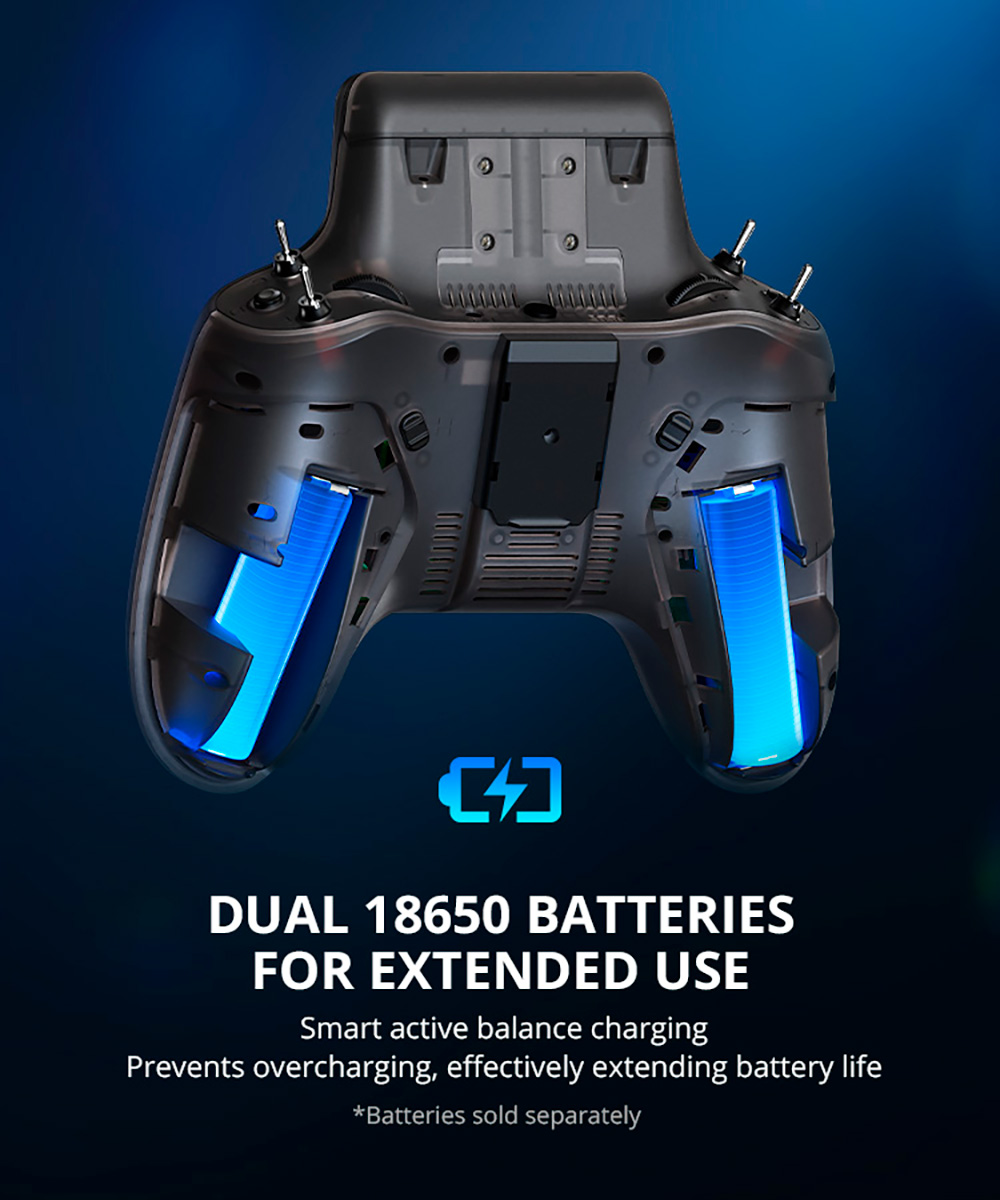 DUAL 18650 BATTERIES
FOR EXTENDED USE
Smart active balance charging
Prevents overcharging, effectively extending battery life
*Batteries sold separately